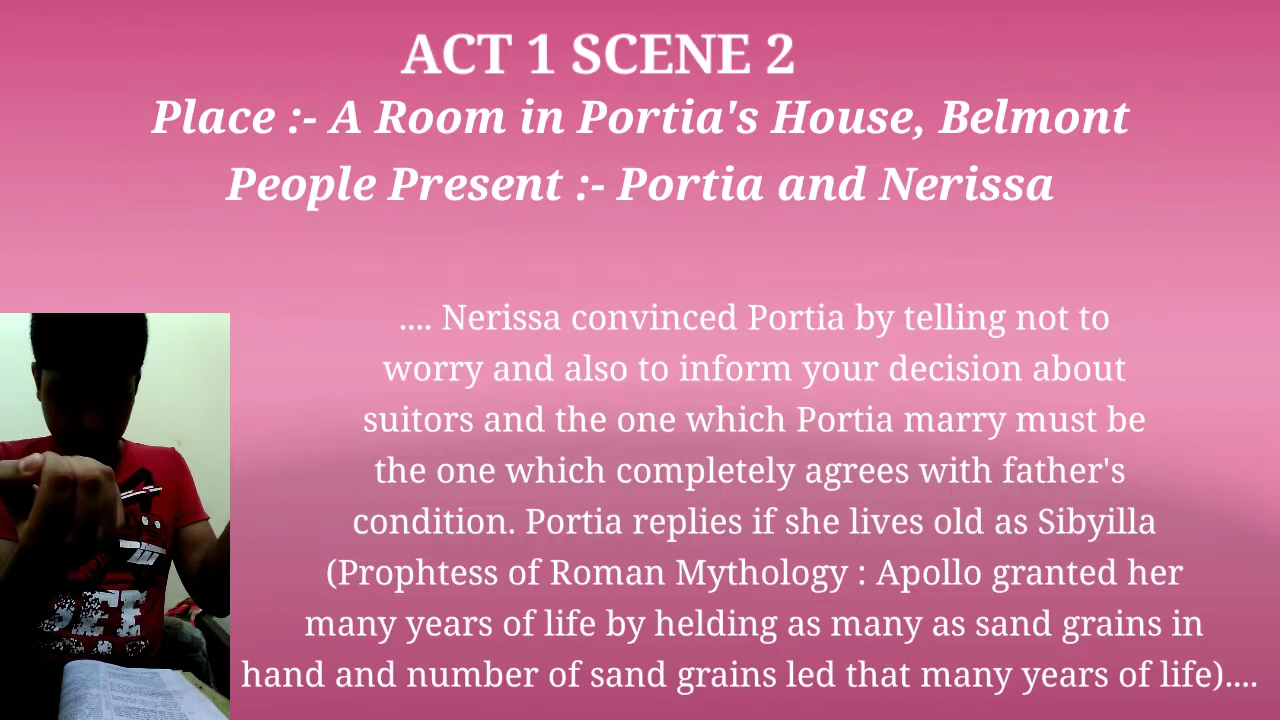 ACT 1 SCENE 2
Place :- A Room in Portia's House, Belmont
People Present :- Portia and Nerissa
.... Nerissa convinced Portia by telling not to
worry and also to inform your decision about
suitors and the one which Portia marry must be
the one which completely agrees with father's
condition. Portia replies if she lives old as Sibyilla
(Prophtess of Roman Mythology : Apollo granted her
many years of life by helding as many as sand grains in
hand and number of sand grains led that many years of life)....